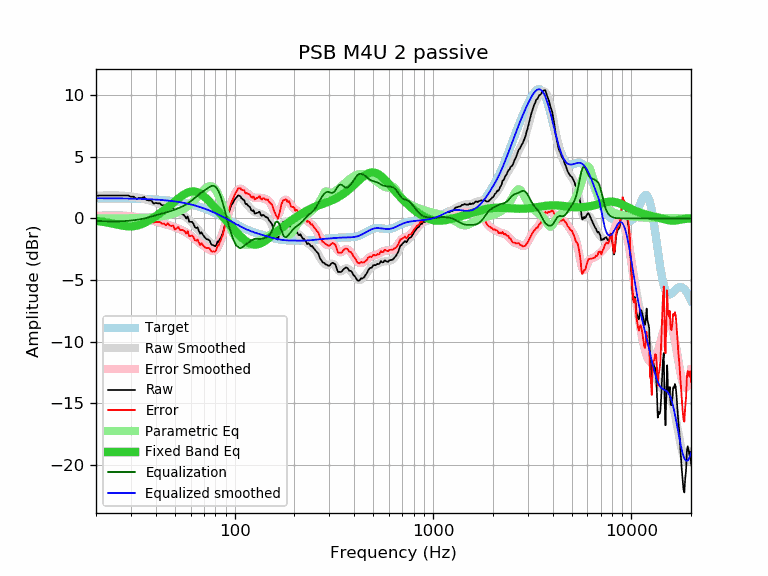 PSB M4U 2 passive
10
5
0
−5
−10
−15
−20
Amplitude (dBr)
Target
Raw Smoothed
Error Smoothed
Raw
Error
Parametric Eq
Fixed Band Eq
Equalization
Equalized smoothed
100 1000 10000
Frequency (Hz)